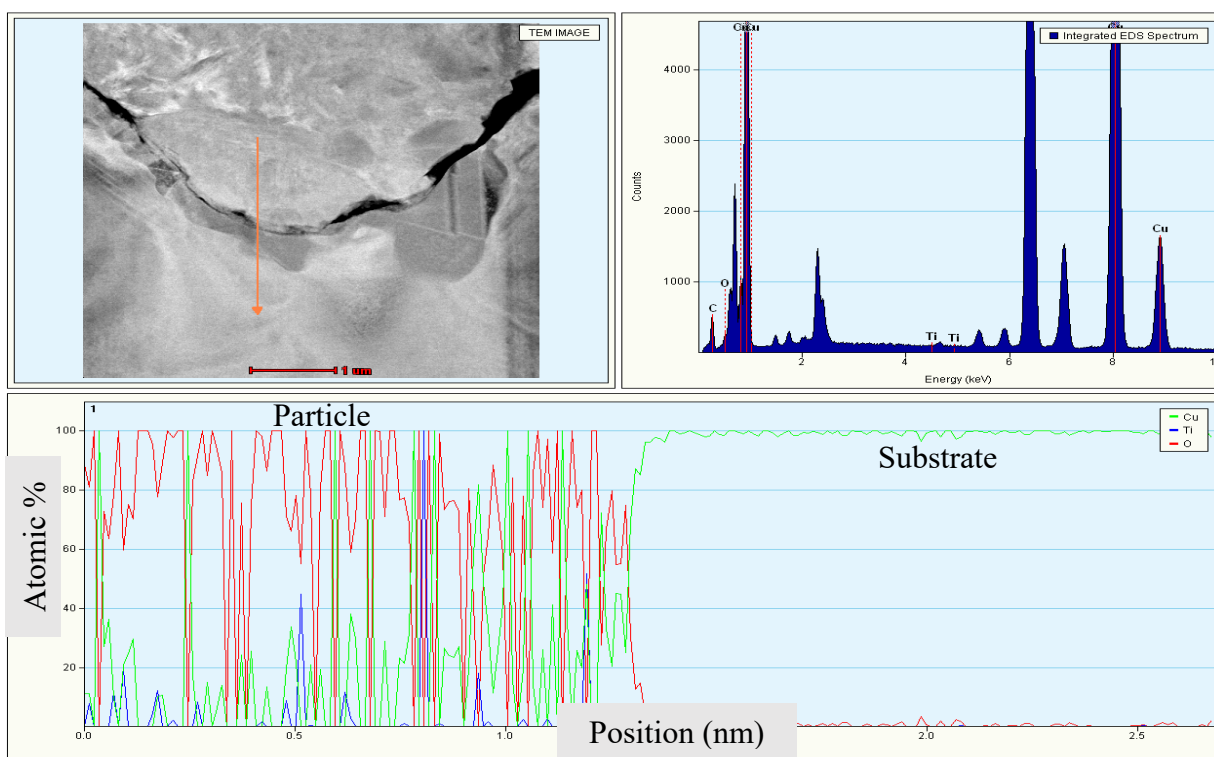 TEM IMAGE
1 um
Integrated EDS Spectrum
Counts
4000
3000
2000
1000
C
O
Cu
Ti
Ti
Cu
2
4
6
8
Energy (keV)
1
Particle
Substrate
Cu
Ti
O
Atomic %
100
80
60
40
20
0.0
0.5
1.0
2.0
2.5
Position (nm)